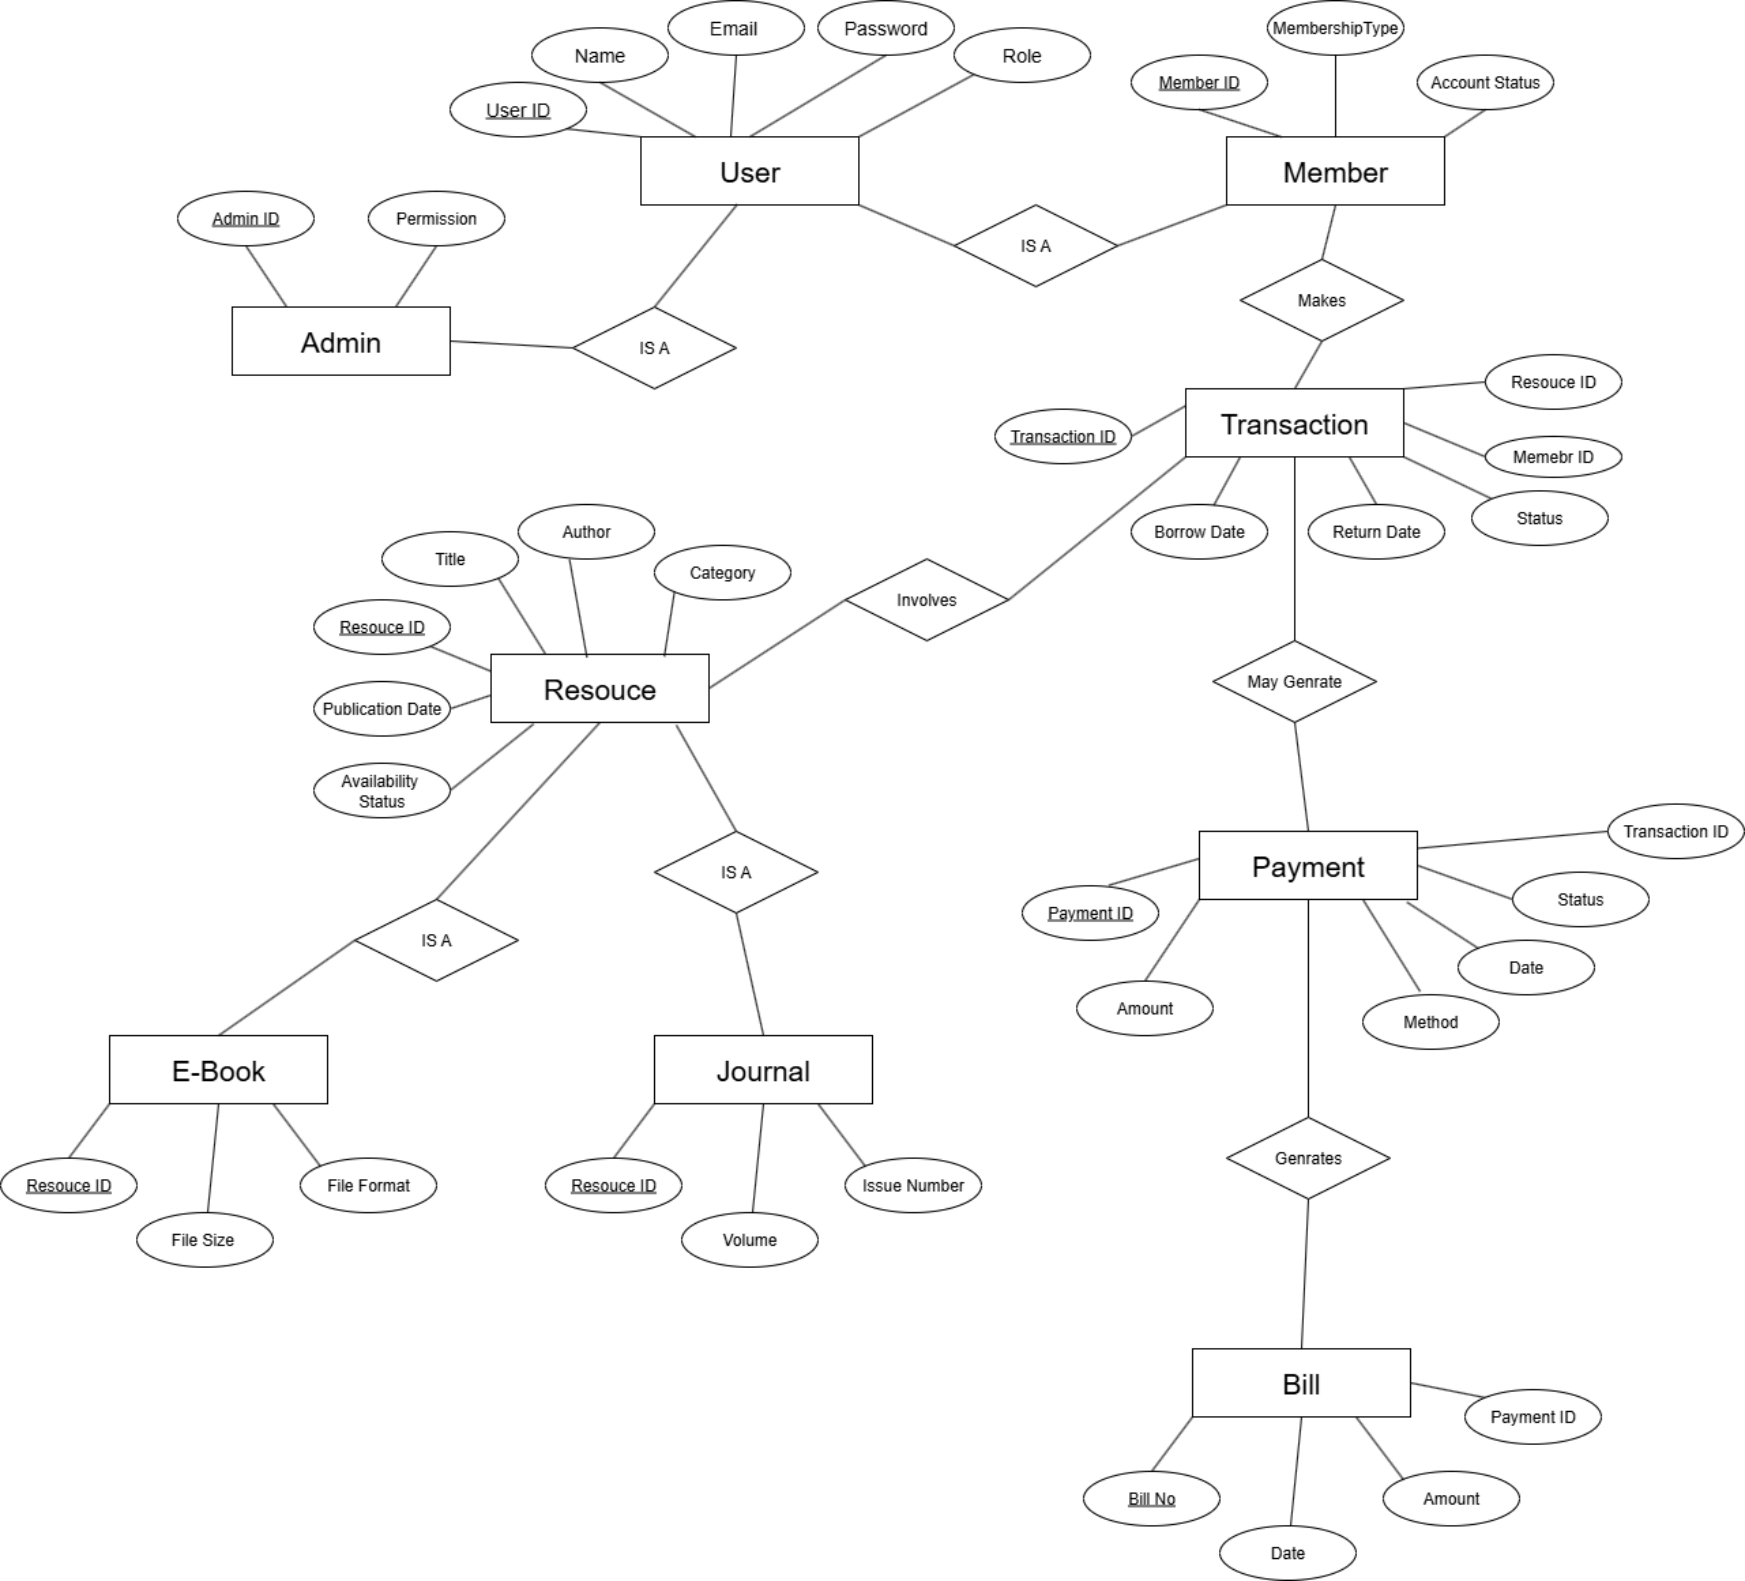 Email
Password
MembershipType
Name
Role
Member ID
Account Status
User ID
User
Member
Admin ID
Permission
IS A
Makes
Admin
IS A
Resouce ID
Transaction
Transaction ID
Memebr ID
Status
Borrow Date
Return Date
Author
Title
Category
Involves
Resouce ID
Resouce
May Genrate
Publication Date
Availability
Status
Transaction ID
Payment
IS A
Status
Payment ID
IS A
Date
Amount
Method
E-Book
Journal
Genrates
Resouce ID
File Format
Resouce ID
Issue Number
File Size
Volume
Bill
Payment ID
Bill No
Amount
Date